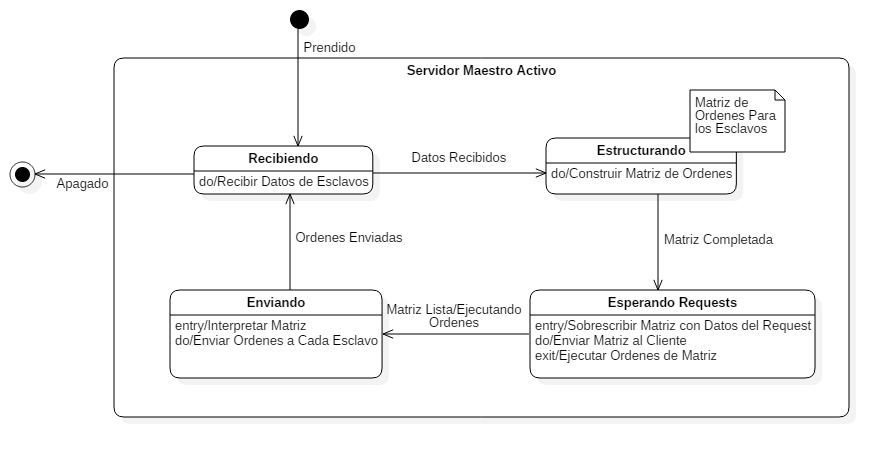 Prendido
Servidor Maestro Activo
Matriz de
Ordenes Para
los Esclavos
Recibiendo
do/Recibir Datos de Esclavos
Datos Recibidos
Estructurando
do/Construir Matriz de Ordenes
Apagado
Ordenes Enviadas
Matriz Completada
Enviando
entry/Interpretar Matriz
do/Enviar Ordenes a Cada Esclavo
Matriz Lista/Ejecutando
Ordenes
Esperando Requests
entry/Sobrescribir Matriz con Datos del Request
do/Enviar Matriz al Cliente
exit/Ejecutar Ordenes de Matriz